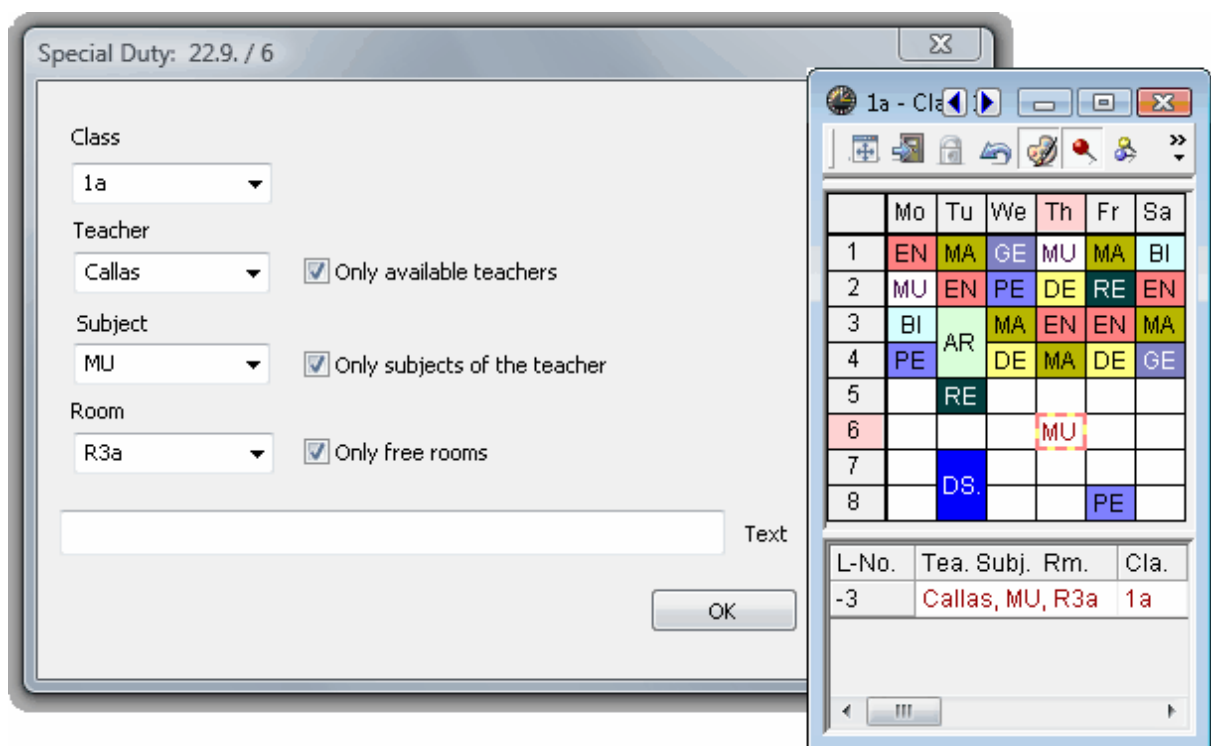 Special Duty: 22.9. / 6
Class
1a
Teacher
Callas
Only available teachers
Subject
MU
Only subjects of the teacher
Room
R3a
Only free rooms
Text
OK
1a - Cla
Mo Tu We Th Fr Sa
1 EN MA GE MU MA BI
2 MU EN PE DE RE EN
3 BI AR MA EN EN MA
4 PE DE MA DE GE
5 RE
6 MU
7 DS.
8 PE
L-No. Tea. Subj. Rm. Cla.
-3 Callas, MU, R3a 1a